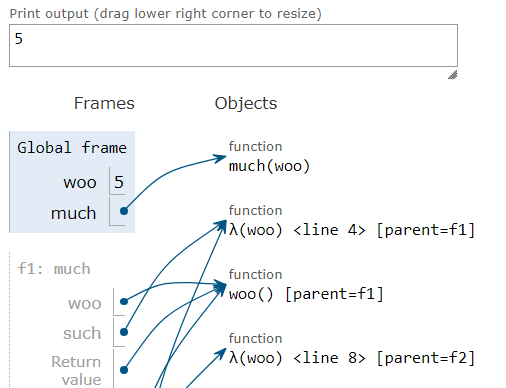 Print output (drag lower right corner to resize)
5
Frames
Objects
Global frame
woo 5
much
function
much(woo)
function
λ(woo) <line 4> [parent=f1]
f1: much
woo
such
Return
value
function
woo() [parent=f1]
function
λ(woo) <line 8> [parent=f2]